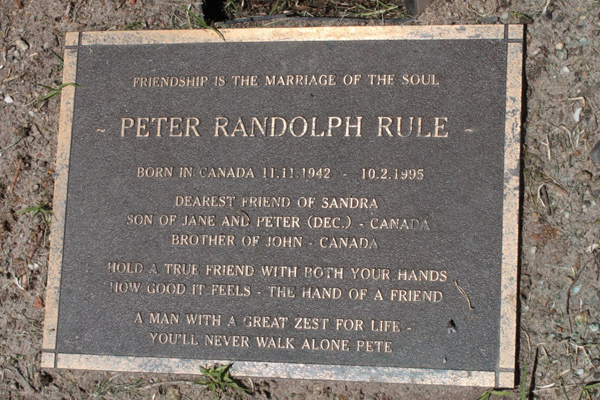 FRIENDSHIP IS THE MARRIAGE OF THE SOUL
~ PETER RANDOLPH RULE ~
BORN IN CANADA 11.11.1942 - 10.2.1995
DEAREST FRIEND OF SANDRA
SON OF JANE AND PETER (DEC.) - CANADA
BROTHER OF JOHN - CANADA
HOLD A TRUE FRIEND WITH BOTH YOUR HANDS
HOW GOOD IT FEELS - THE HAND OF A FRIEND
A MAN WITH A GREAT ZEST FOR LIFE -
YOU'LL NEVER WALK ALONE PETE